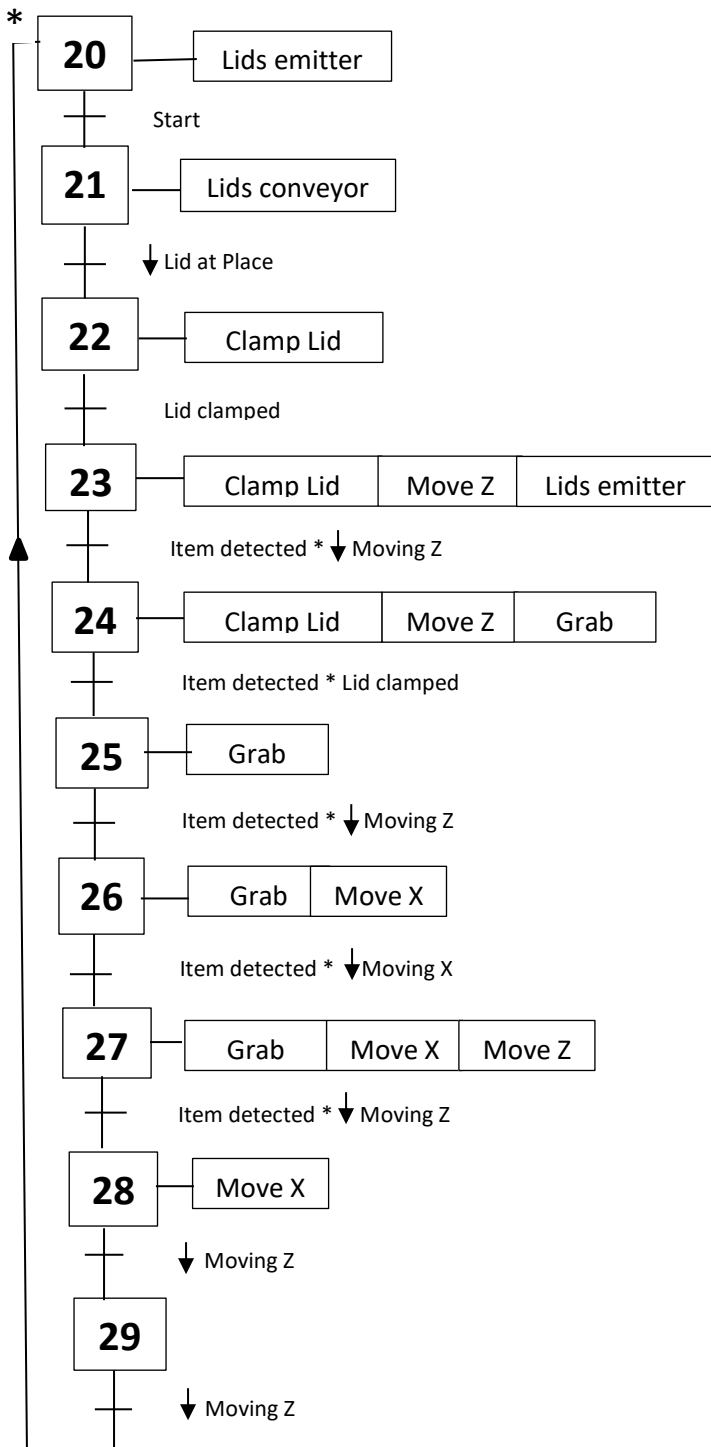 *
20 Lids emitter
Start
21 Lids conveyor
↓ Lid at Place
22 Clamp Lid
Lid clamped
23 Clamp Lid Move Z Lids emitter
Item detected * ↓ Moving Z
24 Clamp Lid Move Z Grab
Item detected * Lid clamped
25 Grab
Item detected * ↓ Moving Z
26 Grab Move X
Item detected * ↓Moving X
27 Grab Move X Move Z
Item detected * ↓ Moving Z
28 Move X
↓ Moving Z
29
↓ Moving Z